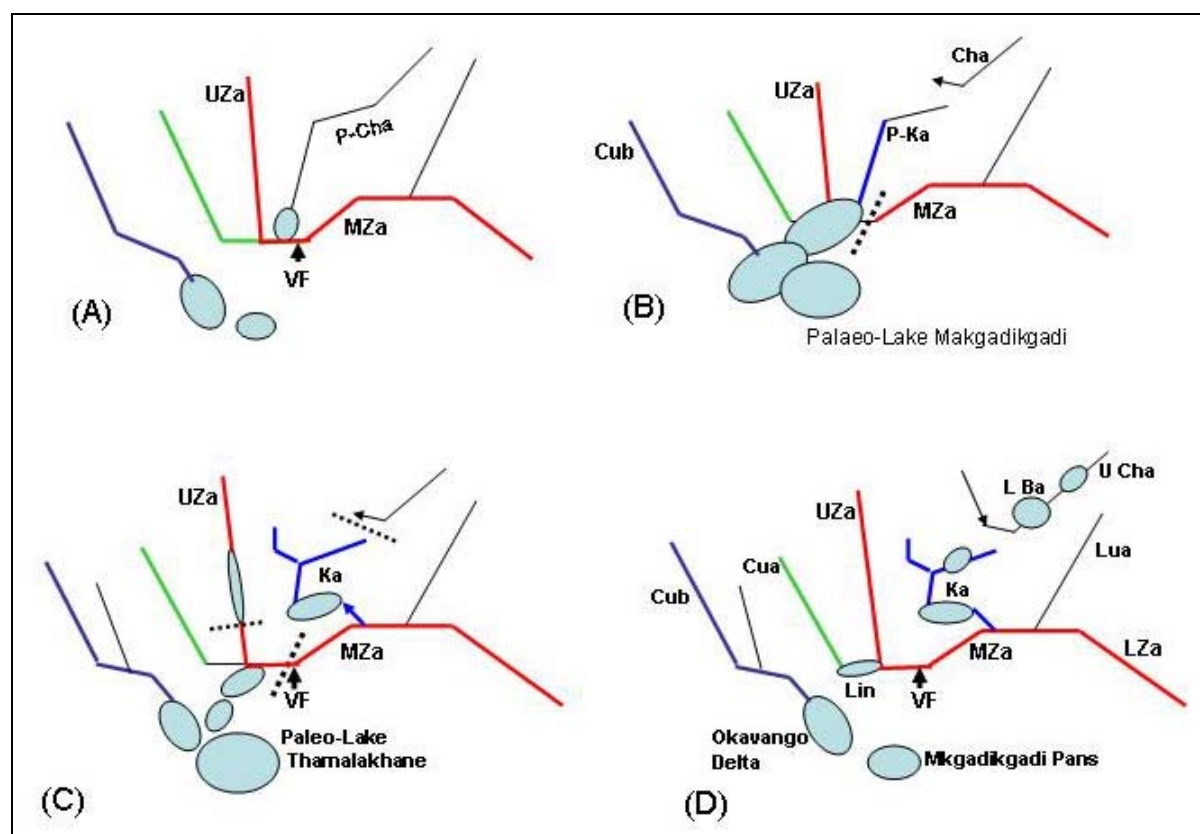 UZa
P-Cha
MZa
VF
(A)
Cha
UZa
P-Ka
Cub
MZa
(B)
Palaeo-Lake Makgadikgadi
UZa
Ka
MZa
VF
Paleo-Lake
Thamalakhane
(C)
U Cha
L Ba
UZa
Lua
Cua
Cub
Ka
MZa
LZa
Lin
VF
Okavango
Delta
Mkgadikgadi Pans
(D)